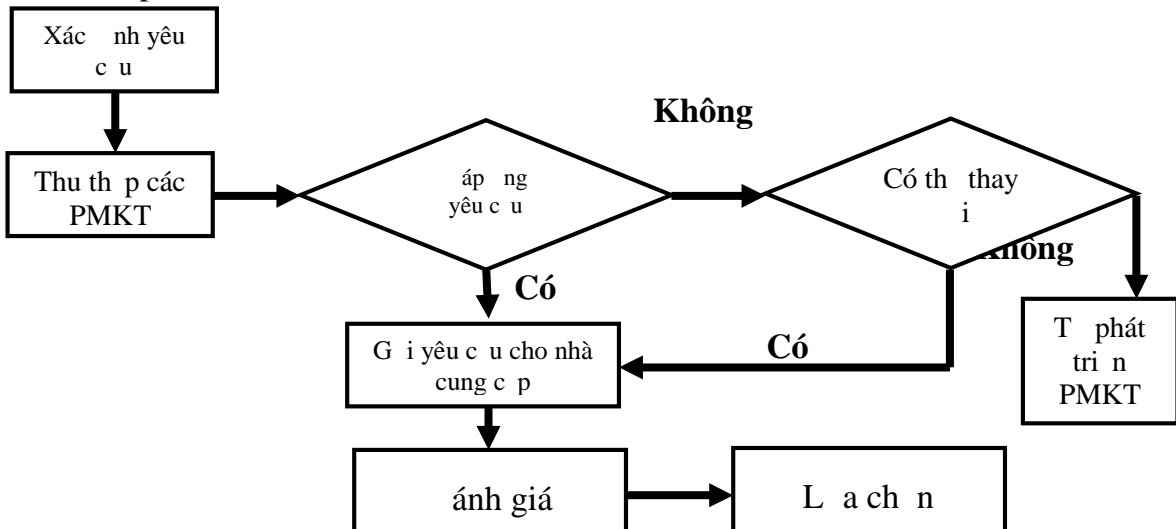 Xác nh yêu
c u
Không
Thu th p các
PMKT
áp ng
yêu c u
Có th thay
i
Không
Có
G i yêu c u cho nhà
cung c p
Có
T phát
tri n
PMKT
ánh giá
L a ch n